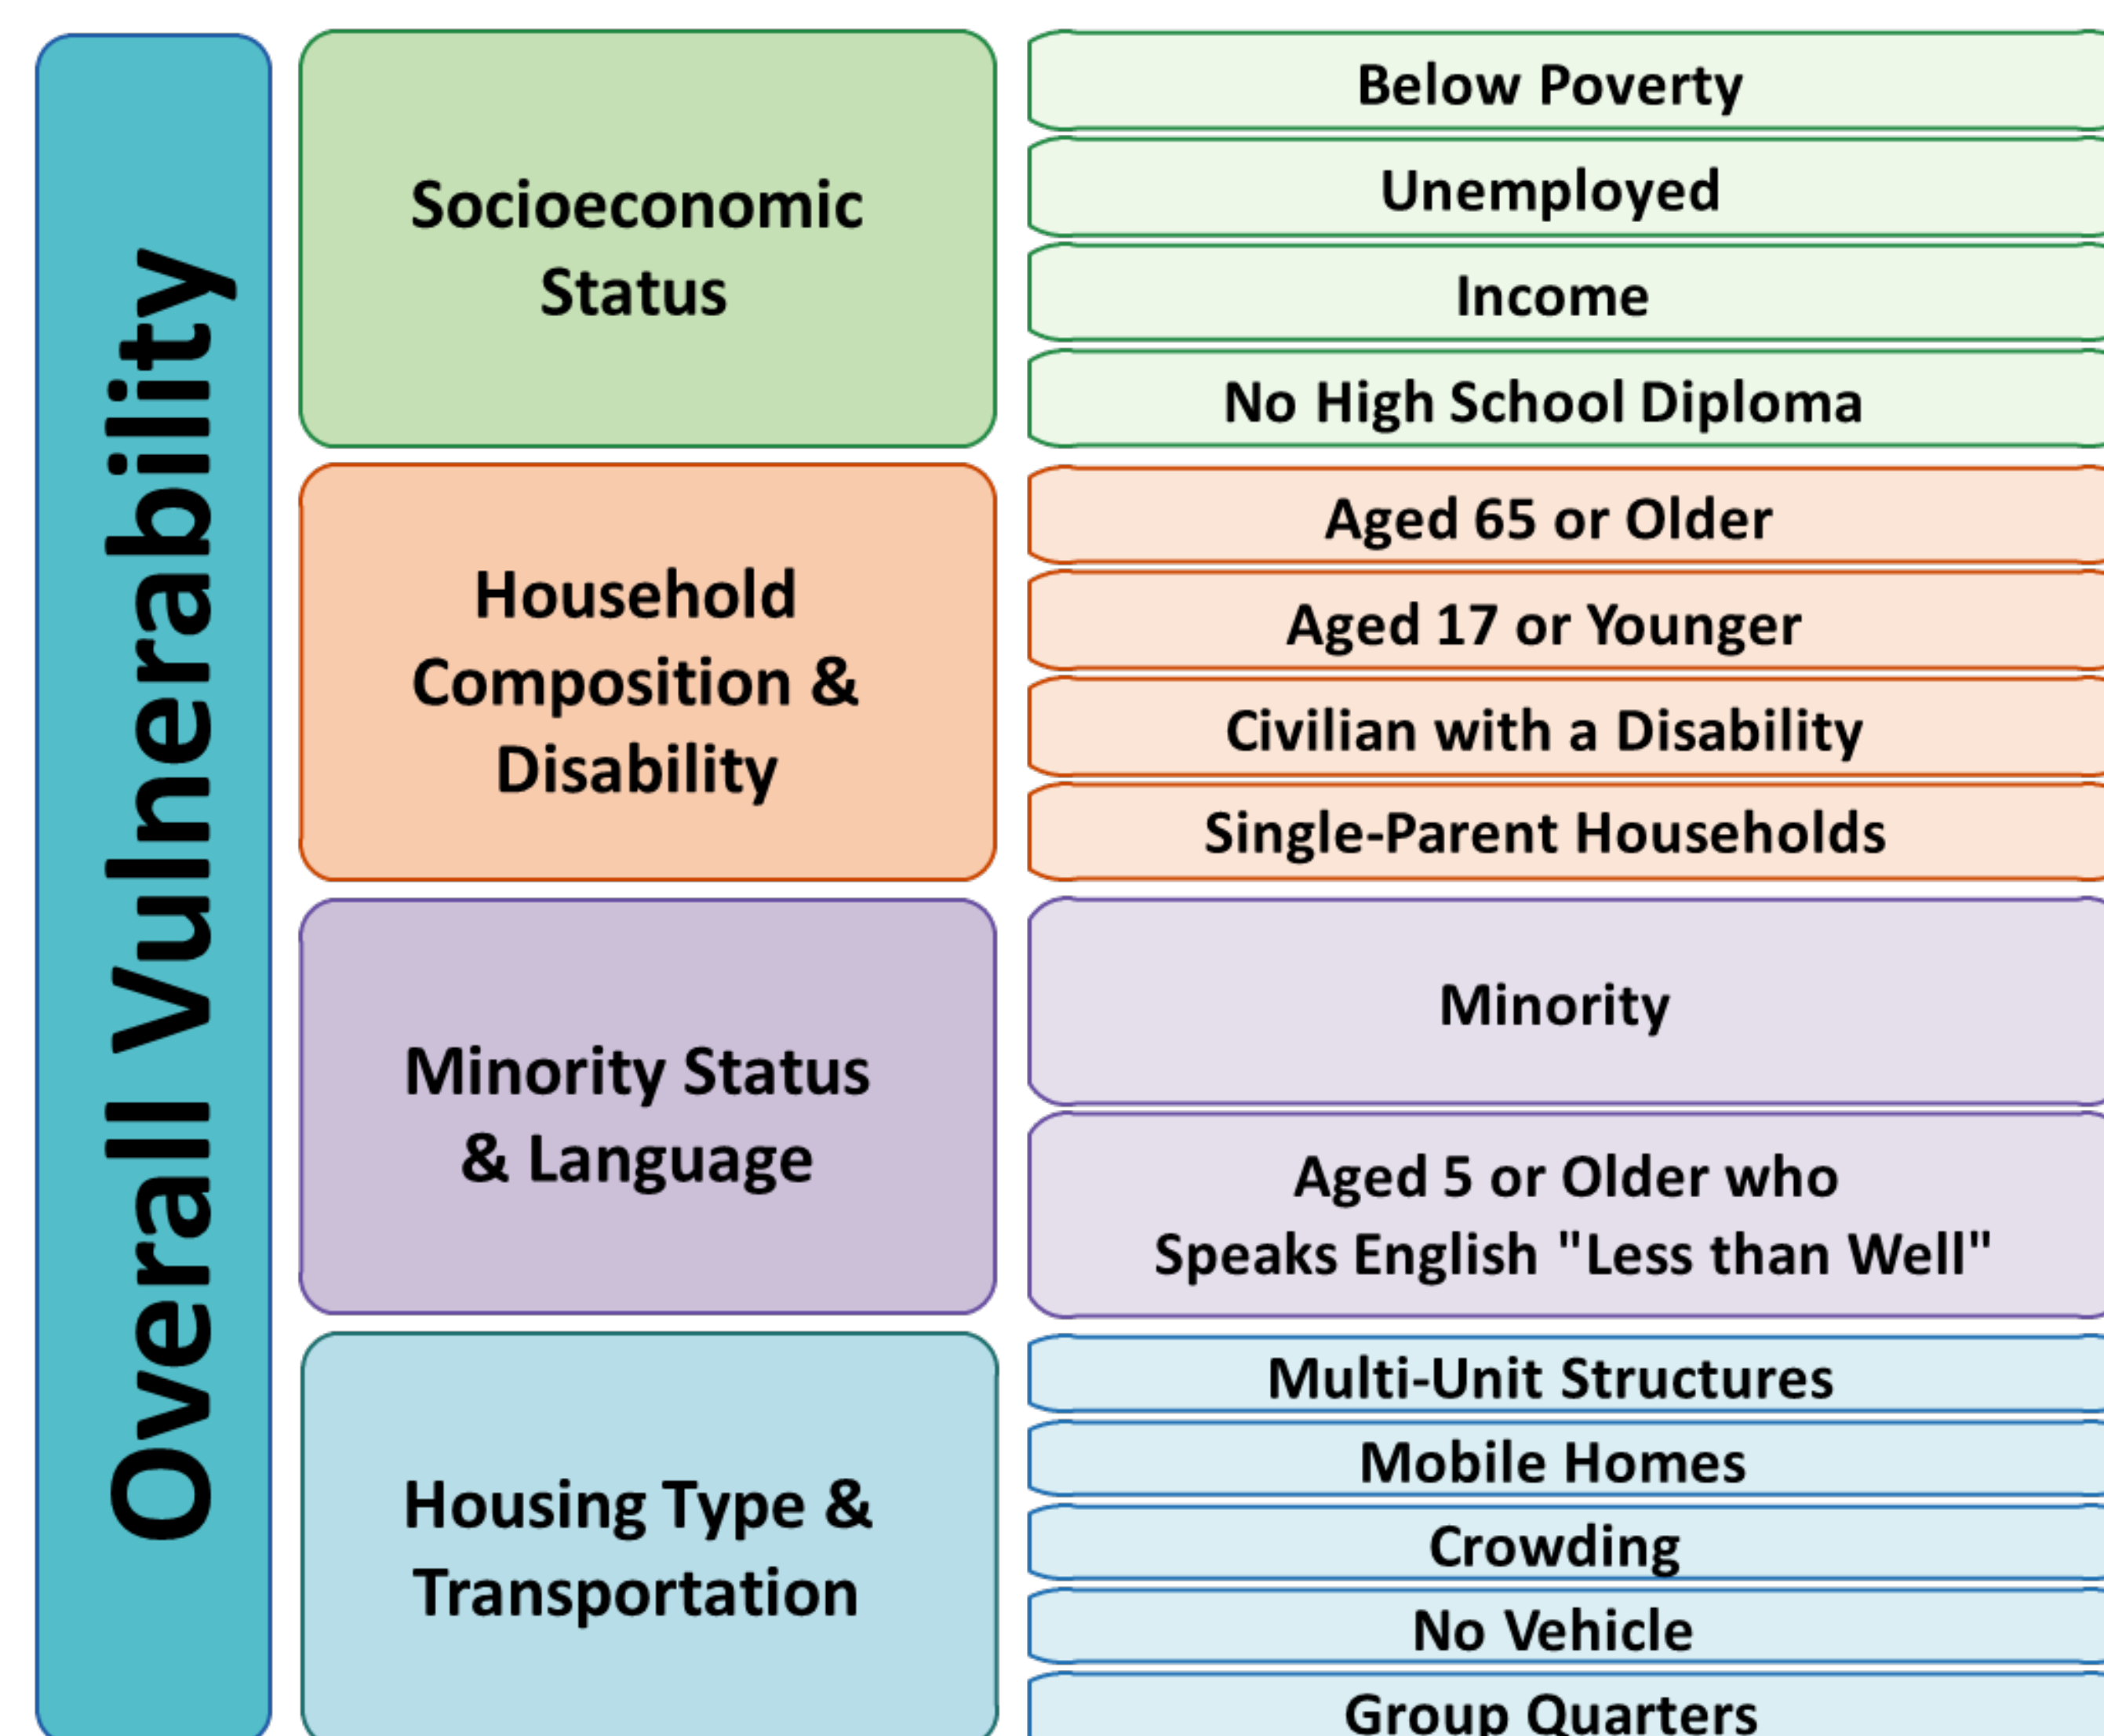 Overall Vulnerability
Socioeconomic
Status
Below Poverty
Unemployed
Income
No High School Diploma
Household
Composition &
Disability
Aged 65 or Older
Aged 17 or Younger
Civilian with a Disability
Single-Parent Households
Minority Status
& Language
Minority
Aged 5 or Older who
Speaks English "Less than Well"
Housing Type &
Transportation
Multi-Unit Structures
Mobile Homes
Crowding
No Vehicle
Group Quarters